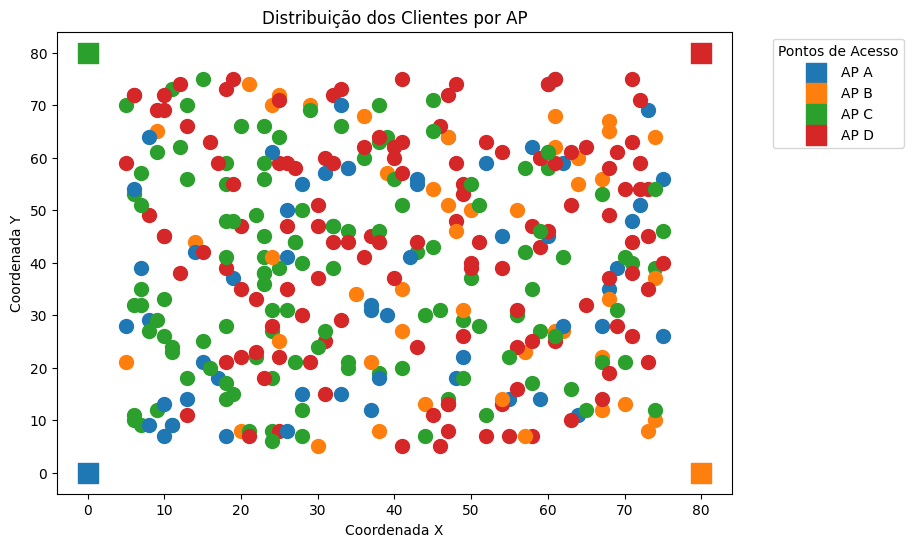 Distribuição dos Clientes por AP
Coordenada Y
80
70
60
50
40
30
20
10
0
0 10 20 30 40 50 60 70 80
Coordenada X
Pontos de Acesso
AP A
AP B
AP C
AP D